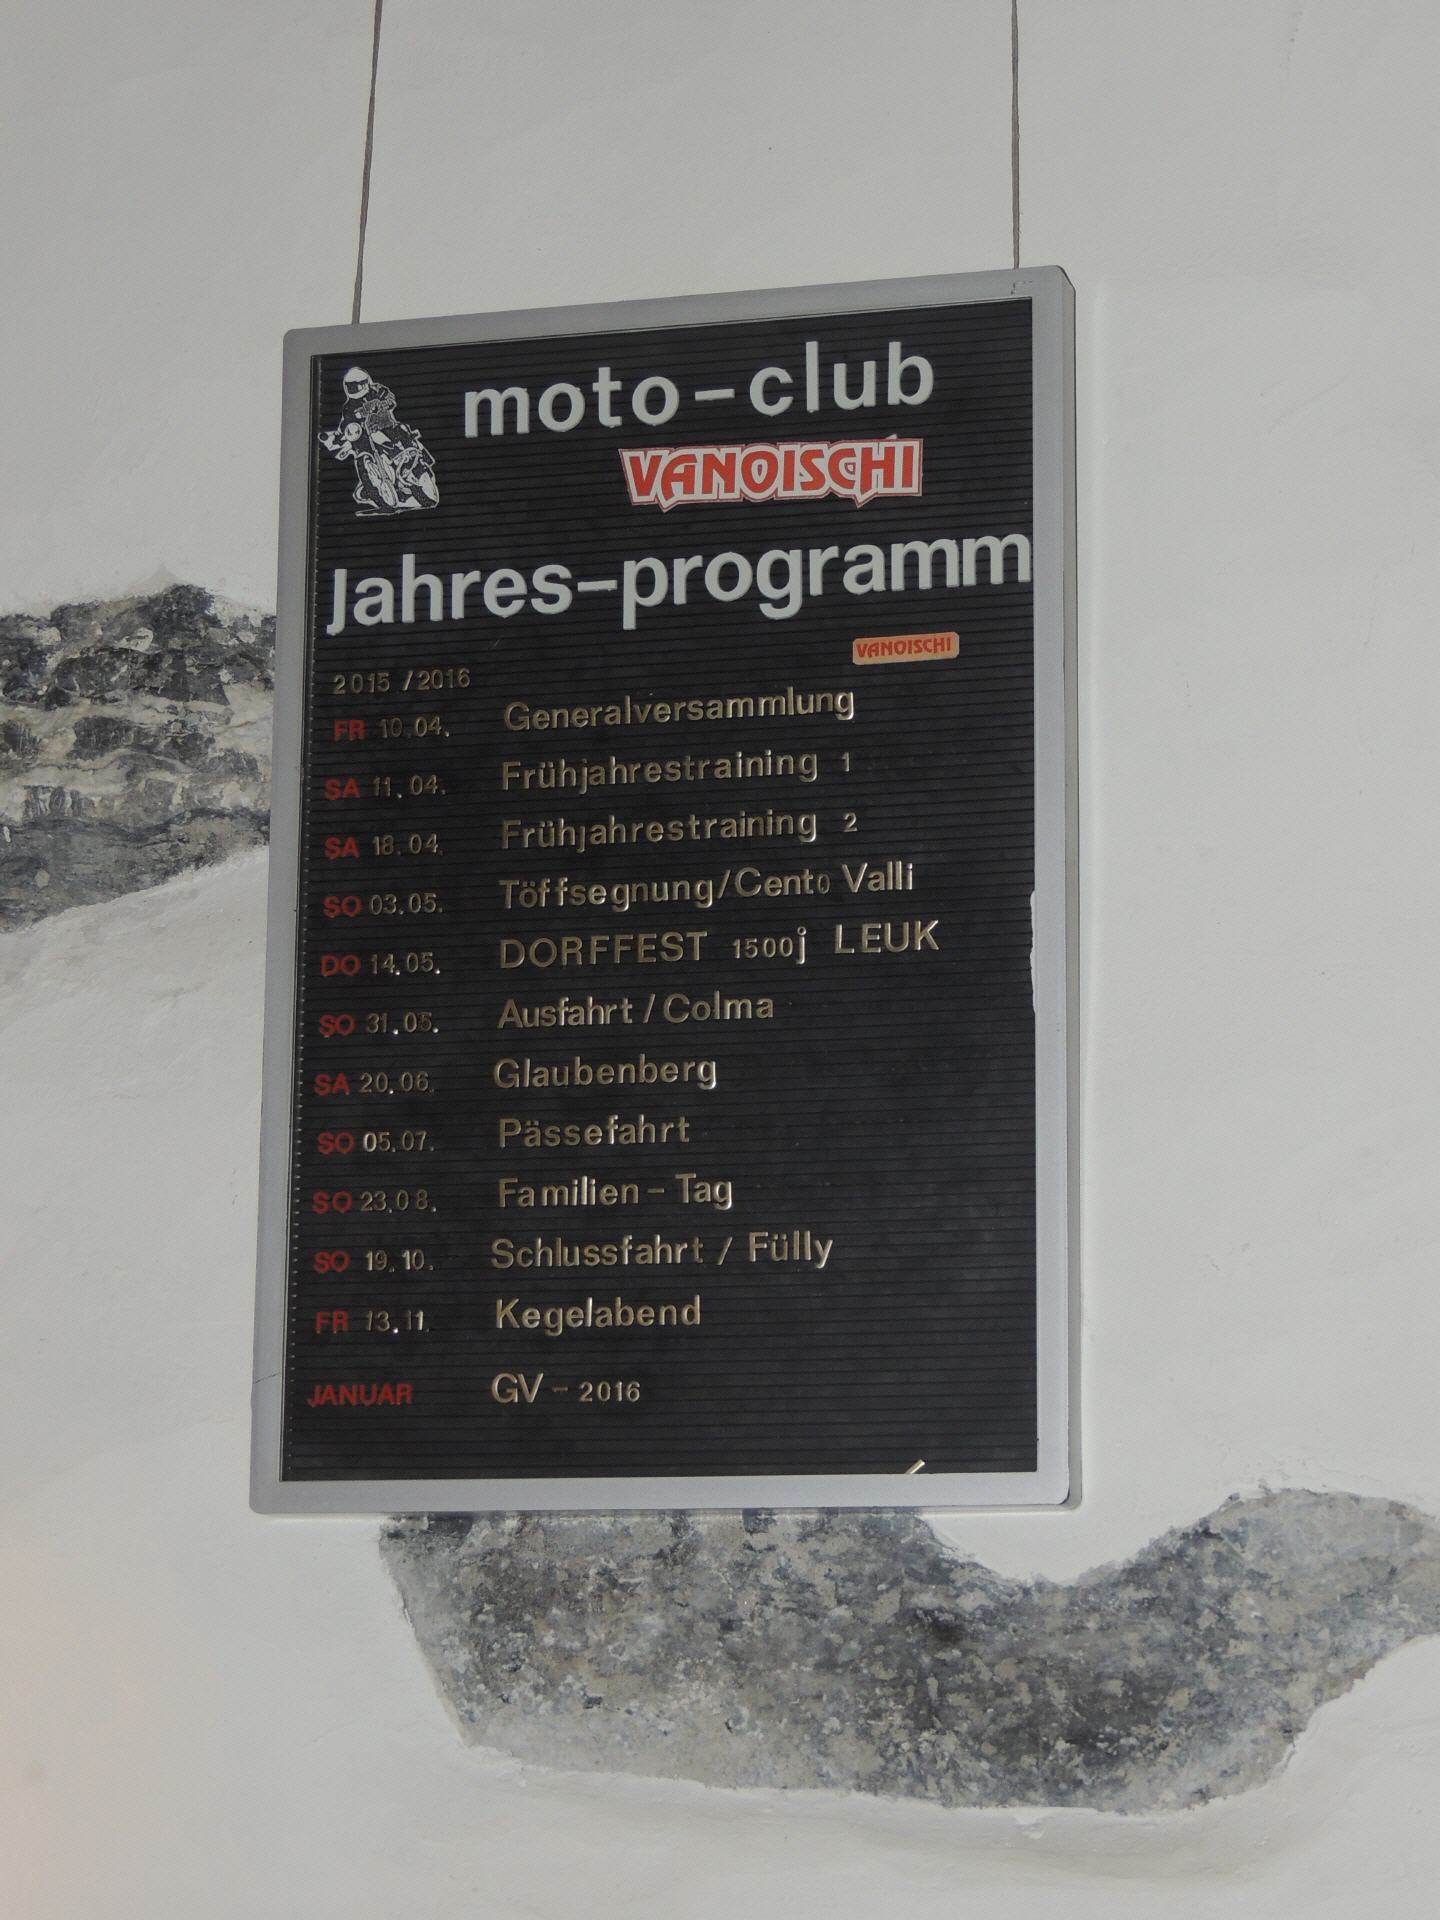 moto-club
VANOISCHI
Jahres-programm
VANOISCHI
2015 /2016
FR 10.04. Generalversammlung
SA 11.04. Frühjahrestraining 1
SA 18.04 Frühjahrestraining 2
SO 03.05. Töffsegnung/Cento Valli
DO 14.05. DORFFEST 1500j LEUK
SO 31.05. Ausfahrt / Colma
SA 20.06. Glaubenberg
SO 05.07. Pässefahrt
SO 23.08. Familien - Tag
SO 19.10. Schlussfahrt / Fülly
FR 13.11. Kegelabend
JANUAR GV - 2016